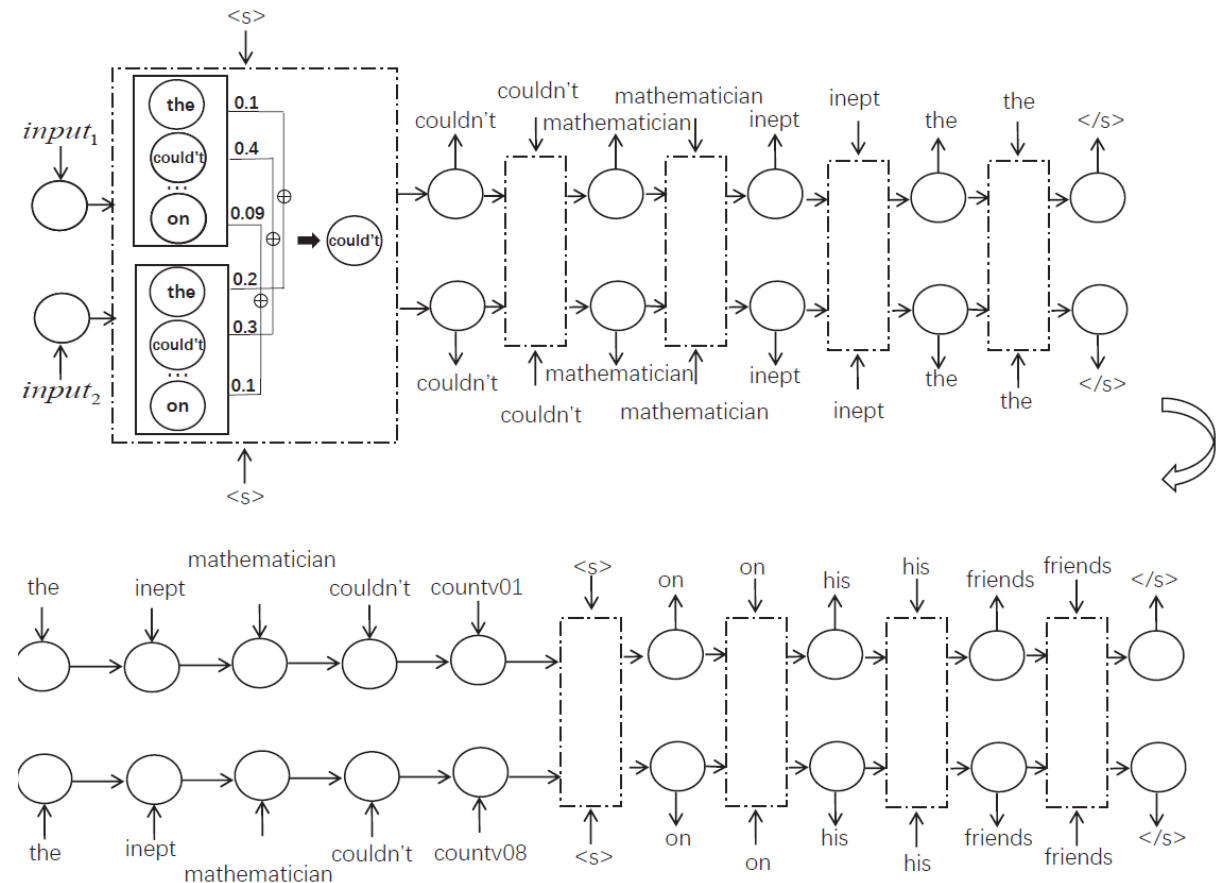 <s>
the
0.1
input1
could't
0.4
...
on
0.09
⊕
⊕
⊕
could't
the
0.2
could't
0.3
...
on
0.1
input2
<s>
couldn't
couldn't
mathematician
mathematician
inept
inept
the
the
</s>
couldn't
couldn't
mathematician
mathematician
inept
inept
the
the
</s>
the
inept
mathematician
couldn't
countv01
<s>
on
on
his
his
friends
friends
</s>
the
inept
mathematician
couldn't
countv08
<s>
on
on
his
his
friends
friends
</s>